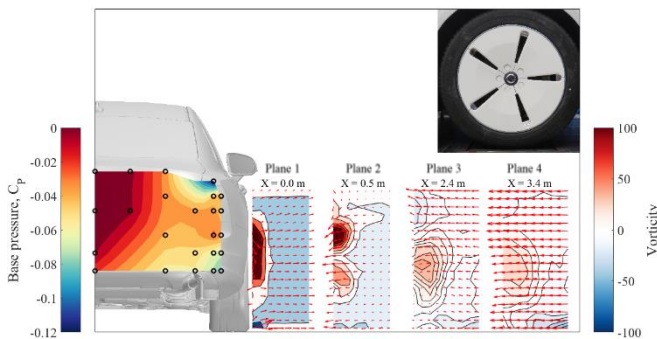 Base pressure, C_P
0
-0.02
-0.04
-0.06
-0.08
-0.1
-0.12
Plane 1
X = 0.0 m
Plane 2
X = 0.5 m
Plane 3
X = 2.4 m
Plane 4
X = 3.4 m
100
50
0
-50
-100
Vorticity